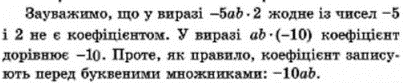 Зауважимо, що у виразі −5ab · 2 жодне із чисел −5
і 2 не є коефіцієнтом. У виразі ab · (−10) коефіцієнт
дорівнює −10. Проте, як правило, коефіцієнт запису-
ють перед буквеними множниками: −10ab.